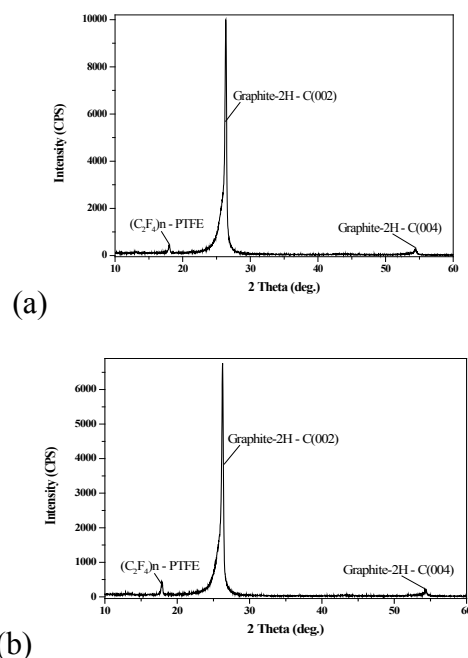 10000
8000
6000
4000
2000
0
Intensity (CPS)
Graphite-2H - C(002)
(C₂F₄)n - PTFE
Graphite-2H - C(004)
10 20 30 40 50 60
2 Theta (deg.)
(a)
6000
5000
4000
3000
2000
1000
0
Intensity (CPS)
Graphite-2H - C(002)
(C₂F₄)n - PTFE
Graphite-2H - C(004)
10 20 30 40 50 60
2 Theta (deg.)
(b)